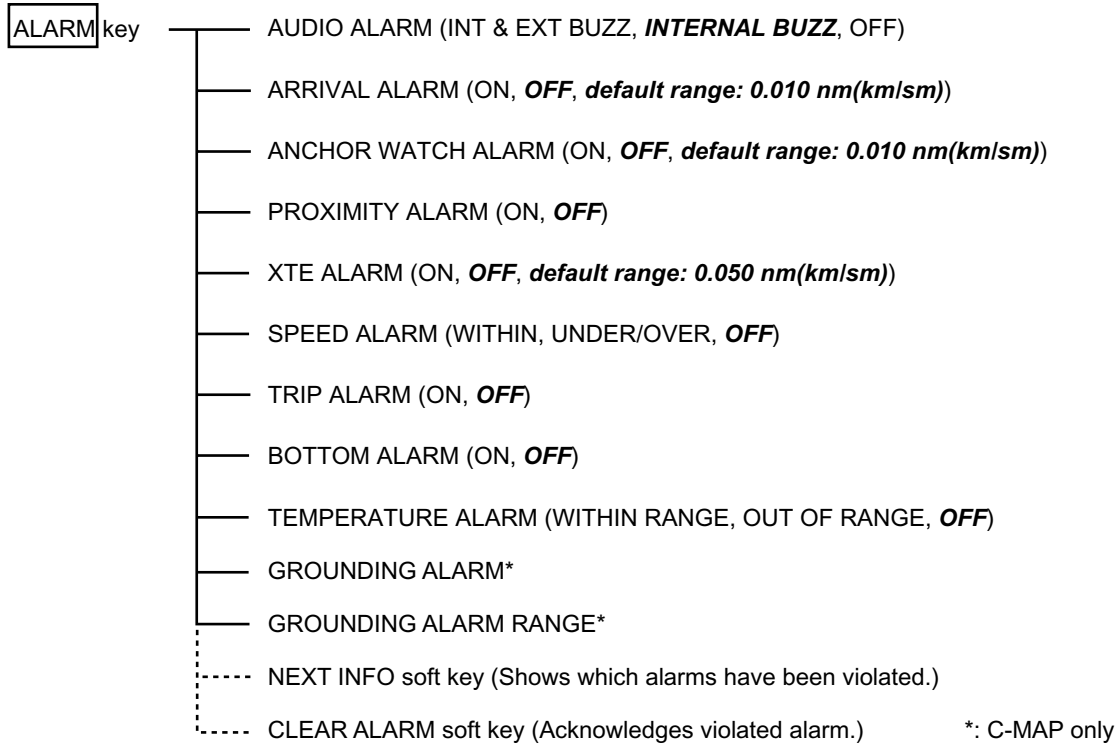 ALARM key
AUDIO ALARM (INT & EXT BUZZ, INTERNAL BUZZ, OFF)
ARRIVAL ALARM (ON, OFF, default range: 0.010 nm(km/sm))
ANCHOR WATCH ALARM (ON, OFF, default range: 0.010 nm(km/sm))
PROXIMITY ALARM (ON, OFF)
XTE ALARM (ON, OFF, default range: 0.050 nm(km/sm))
SPEED ALARM (WITHIN, UNDER/OVER, OFF)
TRIP ALARM (ON, OFF)
BOTTOM ALARM (ON, OFF)
TEMPERATURE ALARM (WITHIN RANGE, OUT OF RANGE, OFF)
GROUNDING ALARM*
GROUNDING ALARM RANGE*
NEXT INFO soft key (Shows which alarms have been violated.)
CLEAR ALARM soft key (Acknowledges violated alarm.) *: C-MAP only